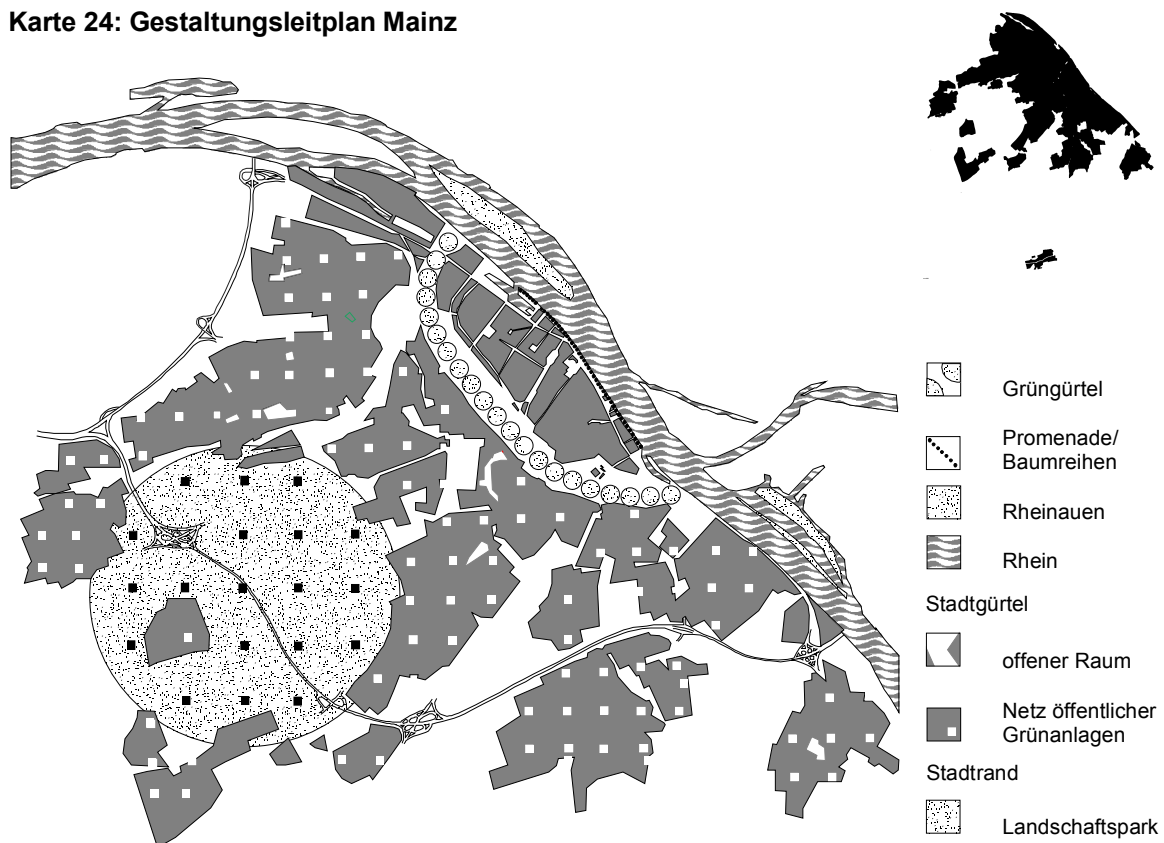 Karte 24: Gestaltungsleitplan Mainz
Grüngürtel
Promenade/
Baumreihen
Rheinauen
Rhein
Stadtgürtel
offener Raum
Netz öffentlicher
Grünanlagen
Stadtrand
Landschaftspark